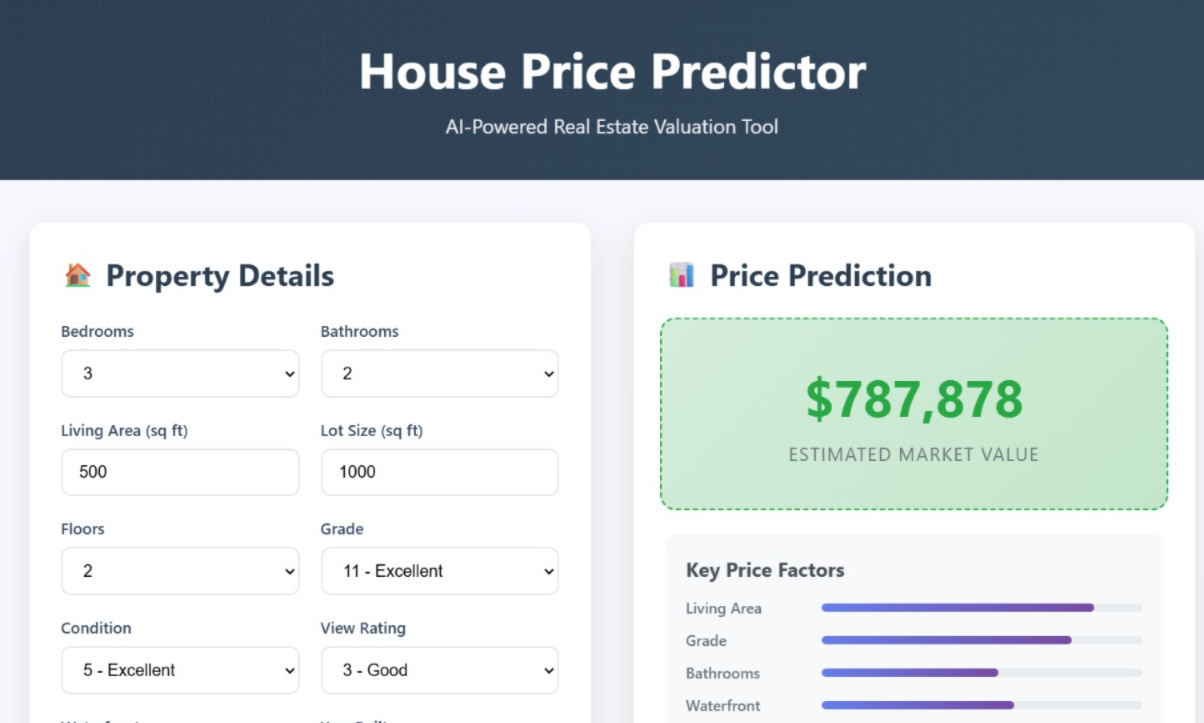 House Price Predictor
AI-Powered Real Estate Valuation Tool
Property Details
Bedrooms
Bathrooms
3
2
Living Area (sq ft)
Lot Size (sq ft)
500
1000
Floors
Grade
2
11 - Excellent
Condition
View Rating
5 - Excellent
3 - Good
Price Prediction
$787,878
ESTIMATED MARKET VALUE
Key Price Factors
Living Area
Grade
Bathrooms
Waterfront